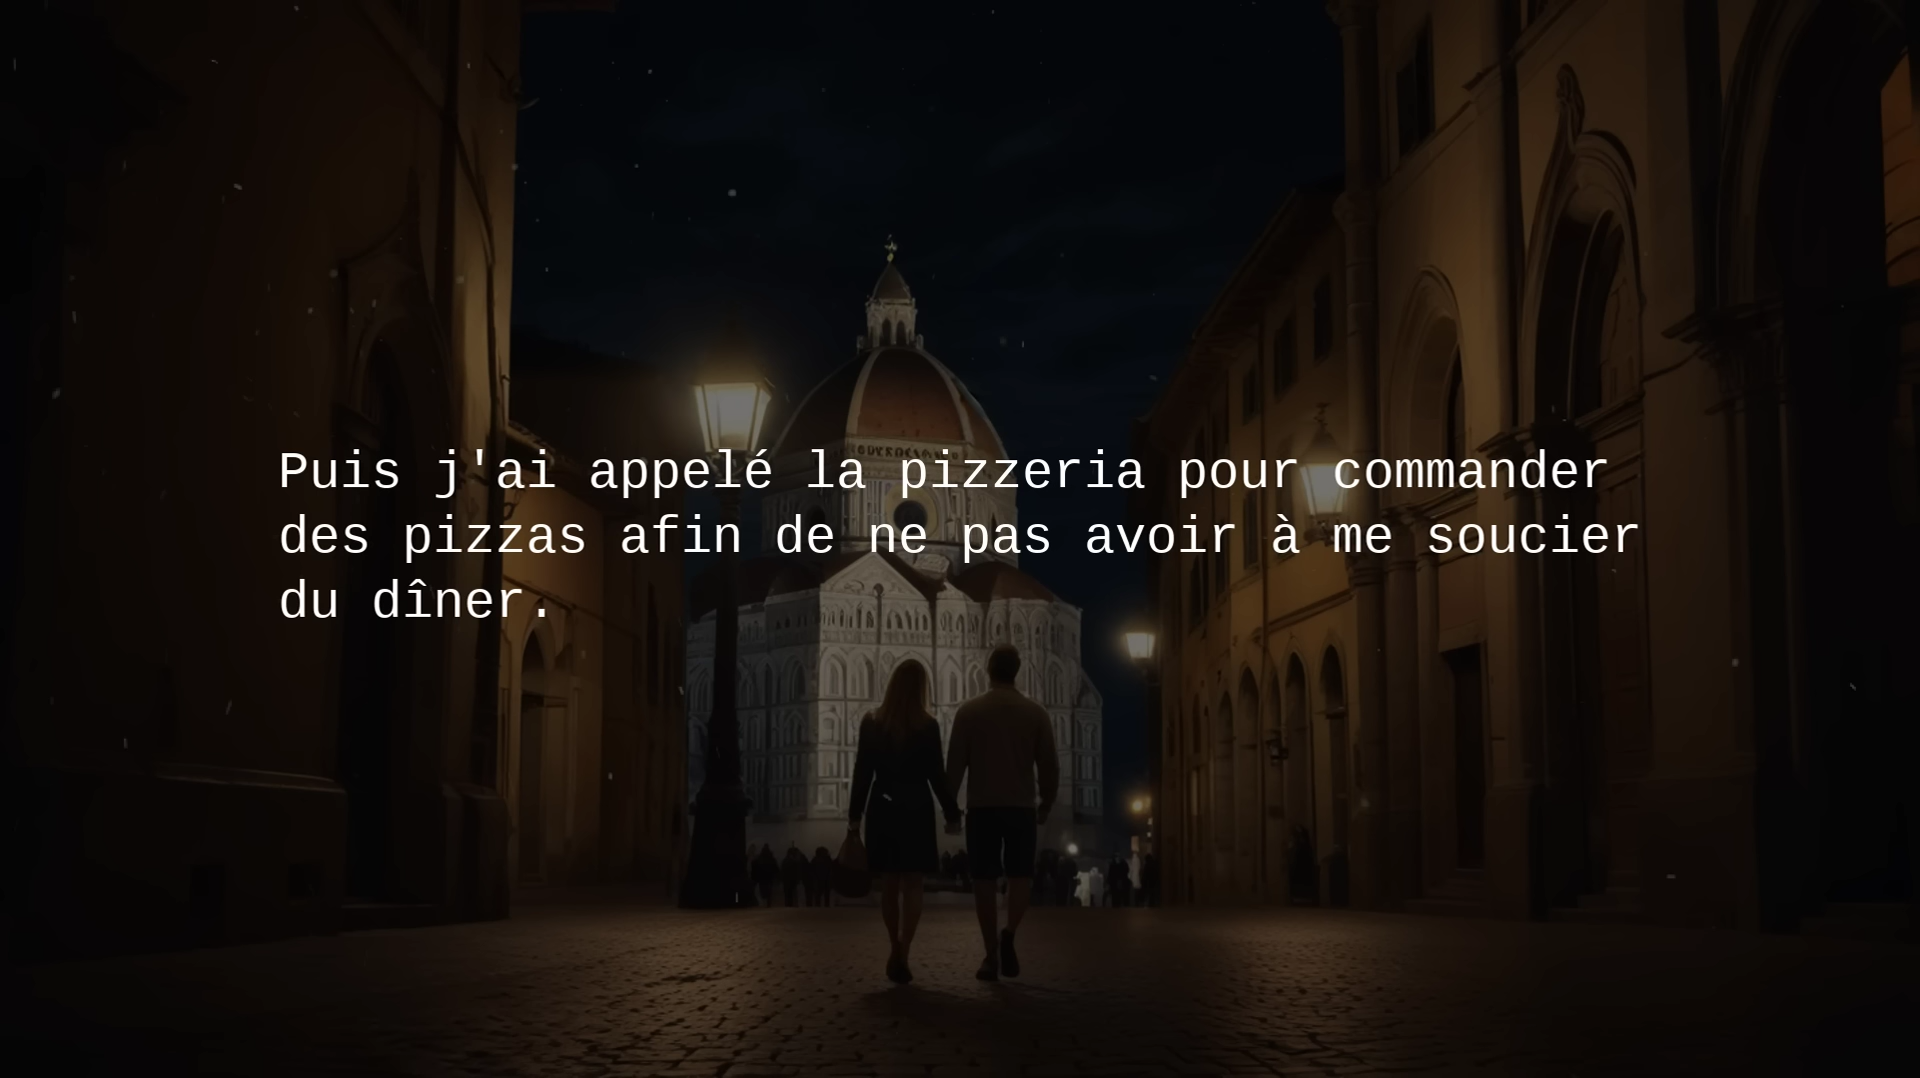 Puis j'ai appelé la pizzeria pour commander
des pizzas afin de ne pas avoir à me soucier
du dîner.